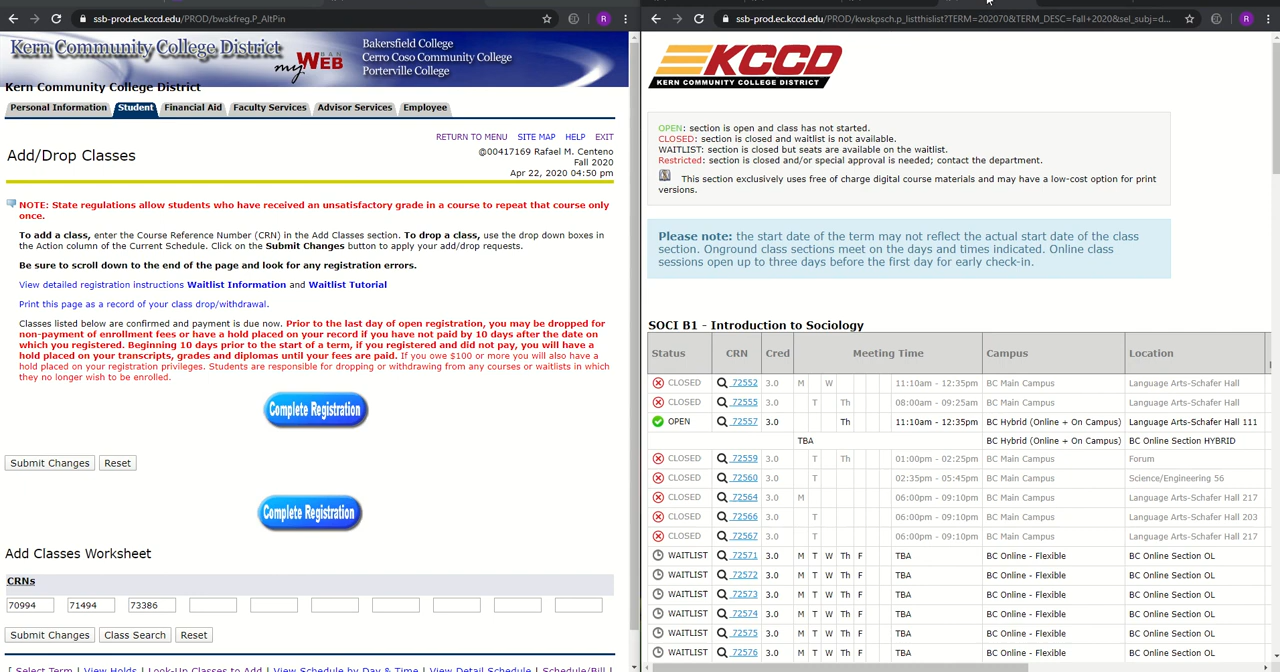 ssb-prod.ec.kccd.edu/PROD/bwskfreg.P_AltPin
R
Kern Community College District
my WEB
BAN
Bakersfield College
Cerro Coso Community College
Porterville College
Kern Community College District
Personal Information Student Financial Aid Faculty Services Advisor Services Employee
RETURN TO MENU SITE MAP HELP EXIT
Add/Drop Classes
@00417169 Rafael M. Centeno
Fall 2020
Apr 22, 2020 04:50 pm
NOTE: State regulations allow students who have received an unsatisfactory grade in a course to repeat that course only
once.
To add a class, enter the Course Reference Number (CRN) in the Add Classes section. To drop a class, use the drop down boxes in
the Action column of the Current Schedule. Click on the Submit Changes button to apply your add/drop requests.
Be sure to scroll down to the end of the page and look for any registration errors.
View detailed registration instructions Waitlist Information and Waitlist Tutorial
Print this page as a record of your class drop/withdrawal.
Classes listed below are confirmed and payment is due now. Prior to the last day of open registration, you may be dropped for
non-payment of enrollment fees or have a hold placed on your record if you have not paid by 10 days after the date on
which you registered. Beginning 10 days prior to the start of a term, if you registered and did not pay, you will have a
hold placed on your transcripts, grades and diplomas until your fees are paid. If you owe $100 or more you will also have a
hold placed on your registration privileges. Students are responsible for dropping or withdrawing from any courses or waitlists in which
they no longer wish to be enrolled.
Complete Registration
Submit Changes Reset
Complete Registration
Add Classes Worksheet
CRNs
70994 71494 73386
Submit Changes Class Search Reset
[ Select Term | View Holds | Look-Up Classes to Add | View Schedule by Day & Time | View Detail Schedule | Schedule/Bill |
ssb-prod.ec.kccd.edu/PROD/kwskpsch.p_listthislist?TERM=202070&TERM_DESC=Fall+2020&sel_subj=d...
R
KCCD
KERN COMMUNITY COLLEGE DISTRICT
OPEN: section is open and class has not started.
CLOSED: section is closed and waitlist is not available.
WAITLIST: section is closed but seats are available on the waitlist.
Restricted: section is closed and/or special approval is needed; contact the department.
This section exclusively uses free of charge digital course materials and may have a low-cost option for print
versions.
Please note: the start date of the term may not reflect the actual start date of the class
section. Onground class sections meet on the days and times indicated. Online class
sessions open up to three days before the first day for early check-in.
SOCI B1 - Introduction to Sociology
Status CRN Cred Meeting Time Campus Location
CLOSED 72552 3.0 M W 11:10am - 12:35pm BC Main Campus Language Arts-Schafer Hall
CLOSED 72555 3.0 T Th 08:00am - 09:25am BC Main Campus Language Arts-Schafer Hall
OPEN 72557 3.0 Th 11:10am - 12:35pm BC Hybrid (Online + On Campus) Language Arts-Schafer Hall 111
TBA BC Hybrid (Online + On Campus) BC Online Section HYBRID
CLOSED 72559 3.0 T Th 01:00pm - 02:25pm BC Main Campus Forum
CLOSED 72560 3.0 T 02:35pm - 05:45pm BC Main Campus Science/Engineering 56
CLOSED 72564 3.0 M 06:00pm - 09:10pm BC Main Campus Language Arts-Schafer Hall 217
CLOSED 72566 3.0 T 06:00pm - 09:10pm BC Main Campus Language Arts-Schafer Hall 203
CLOSED 72567 3.0 T 06:00pm - 09:10pm BC Main Campus Language Arts-Schafer Hall 217
WAITLIST 72571 3.0 M T W Th F TBA BC Online - Flexible BC Online Section OL
WAITLIST 72572 3.0 M T W Th F TBA BC Online - Flexible BC Online Section OL
WAITLIST 72573 3.0 M T W Th F TBA BC Online - Flexible BC Online Section OL
WAITLIST 72574 3.0 M T W Th F TBA BC Online - Flexible BC Online Section OL
WAITLIST 72575 3.0 M T W Th F TBA BC Online - Flexible BC Online Section OL
WAITLIST 72576 3.0 M T W Th F TBA BC Online - Flexible BC Online Section OL